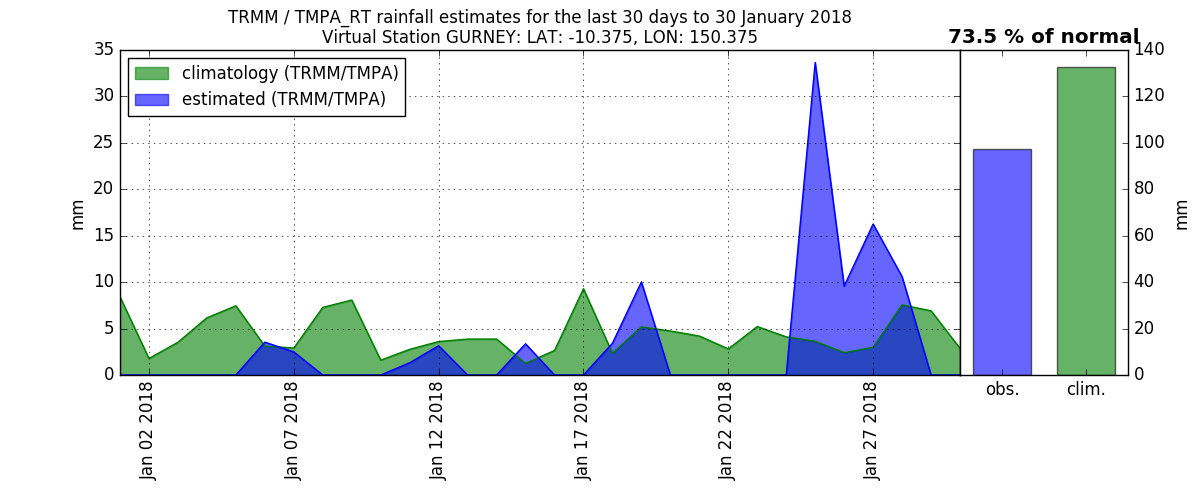 TRMM / TMPA_RT rainfall estimates for the last 30 days to 30 January 2018
Virtual Station GURNEY: LAT: -10.375, LON: 150.375
73.5 % of normal
climatology (TRMM/TMPA)
estimated (TRMM/TMPA)
35
30
25
20
15
10
5
0
mm
Jan 02 2018
Jan 07 2018
Jan 12 2018
Jan 17 2018
Jan 22 2018
Jan 27 2018
140
120
100
80
60
40
20
0
mm
obs.
clim.